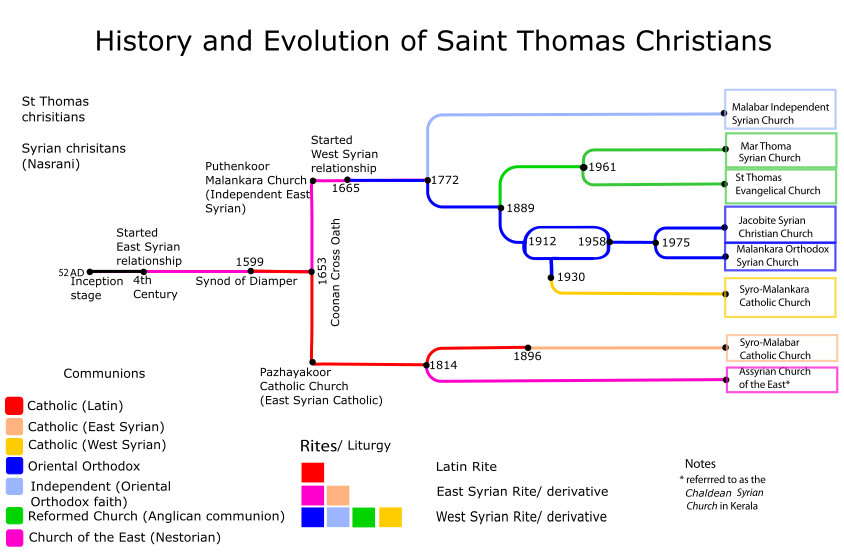 History and Evolution of Saint Thomas Christians
St Thomas
chrisitians
Syrian chrisitans
(Nasrani)
Started
East Syrian
relationship
52 AD
Inception
stage
4th
Century
1599
Synod of Diamper
1653
Coonan Cross Oath
Puthenkoor
Malankara Church
(Independent East
Syrian)
Started
West Syrian
relationship
1665
1772
1889
1961
1912
1958
1975
1930
Pazhayakoor
Catholic Church
(East Syrian Catholic)
1814
1896
Malabar Independent
Syrian Church
Mar Thoma
Syrian Church
St Thomas
Evangelical Church
Jacobite Syrian
Christian Church
Malankara Orthodox
Syrian Church
Syro-Malankara
Catholic Church
Syro-Malabar
Catholic Church
Assyrian Church
of the East*
Communions
Catholic (Latin)
Catholic (East Syrian)
Catholic (West Syrian)
Oriental Orthodox
Independent (Oriental
Orthodox faith)
Reformed Church (Anglican communion)
Church of the East (Nestorian)
Rites/ Liturgy
Latin Rite
East Syrian Rite/ derivative
West Syrian Rite/ derivative
Notes
* referrred to as the
Chaldean Syrian
Church in Kerala